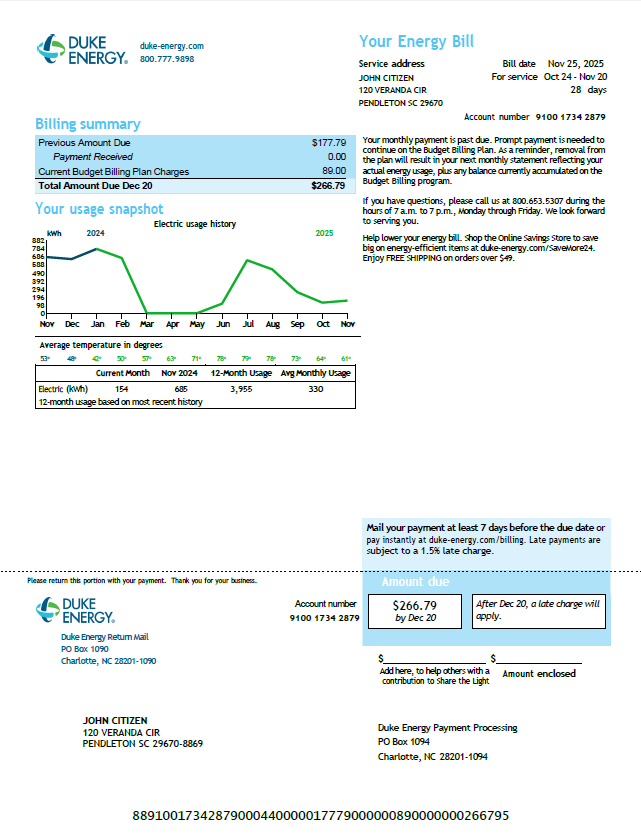 DUKE ENERGY®
duke-energy.com
800.777.9898
Your Energy Bill
Service address
JOHN CITIZEN
120 VERANDA CIR
PENDLETON SC 29670
Bill date Nov 25, 2025
For service Oct 24 - Nov 20
28 days
Account number 9100 1734 2879
Billing summary
Previous Amount Due $177.79
Payment Received 0.00
Current Budget Billing Plan Charges 89.00
Total Amount Due Dec 20 $266.79
Your monthly payment is past due. Prompt payment is needed to
continue on the Budget Billing Plan. As a reminder, removal from
the plan will result in your next monthly statement reflecting your
actual energy usage, plus any balance currently accumulated on the
Budget Billing program.
If you have questions, please call us at 800.653.5307 during the
hours of 7 a.m. to 7 p.m., Monday through Friday. We look forward
to serving you.
Help lower your energy bill. Shop the Online Savings Store to save
big on energy-efficient items at duke-energy.com/SaveMore24.
Enjoy FREE SHIPPING on orders over $49.
Your usage snapshot
Electric usage history
kWh 2024 2025
882
784
686
588
490
392
294
196
98
0
Nov Dec Jan Feb Mar Apr May Jun Jul Aug Sep Oct Nov
Average temperature in degrees
53° 48° 42° 50° 57° 63° 71° 78° 79° 78° 73° 64° 61°
Current Month Nov 2024 12-Month Usage Avg Monthly Usage
Electric (kWh) 154 685 3,955 330
12-month usage based on most recent history
Mail your payment at least 7 days before the due date or
pay instantly at duke-energy.com/billing. Late payments are
subject to a 1.5% late charge.
Please return this portion with your payment. Thank you for your business.
Amount due
DUKE ENERGY®
Account number
9100 1734 2879
$266.79
by Dec 20
After Dec 20, a late charge will
apply.
Duke Energy Return Mail
PO Box 1090
Charlotte, NC 28201-1090
$ $
Add here, to help others with a
contribution to Share the Light
Amount enclosed
JOHN CITIZEN
120 VERANDA CIR
PENDLETON SC 29670-8869
Duke Energy Payment Processing
PO Box 1094
Charlotte, NC 28201-1094
88910017342879000440000017779000000890000000266795